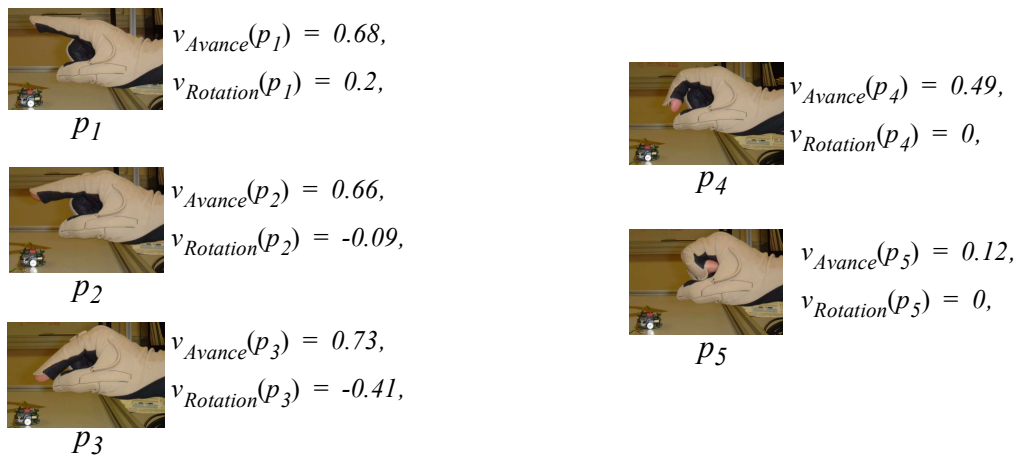 v_Avance(p_1) = 0.68,
v_Rotation(p_1) = 0.2,
p_1
v_Avance(p_2) = 0.66,
v_Rotation(p_2) = -0.09,
p_2
v_Avance(p_3) = 0.73,
v_Rotation(p_3) = -0.41,
p_3
v_Avance(p_4) = 0.49,
v_Rotation(p_4) = 0,
p_4
v_Avance(p_5) = 0.12,
v_Rotation(p_5) = 0,
p_5